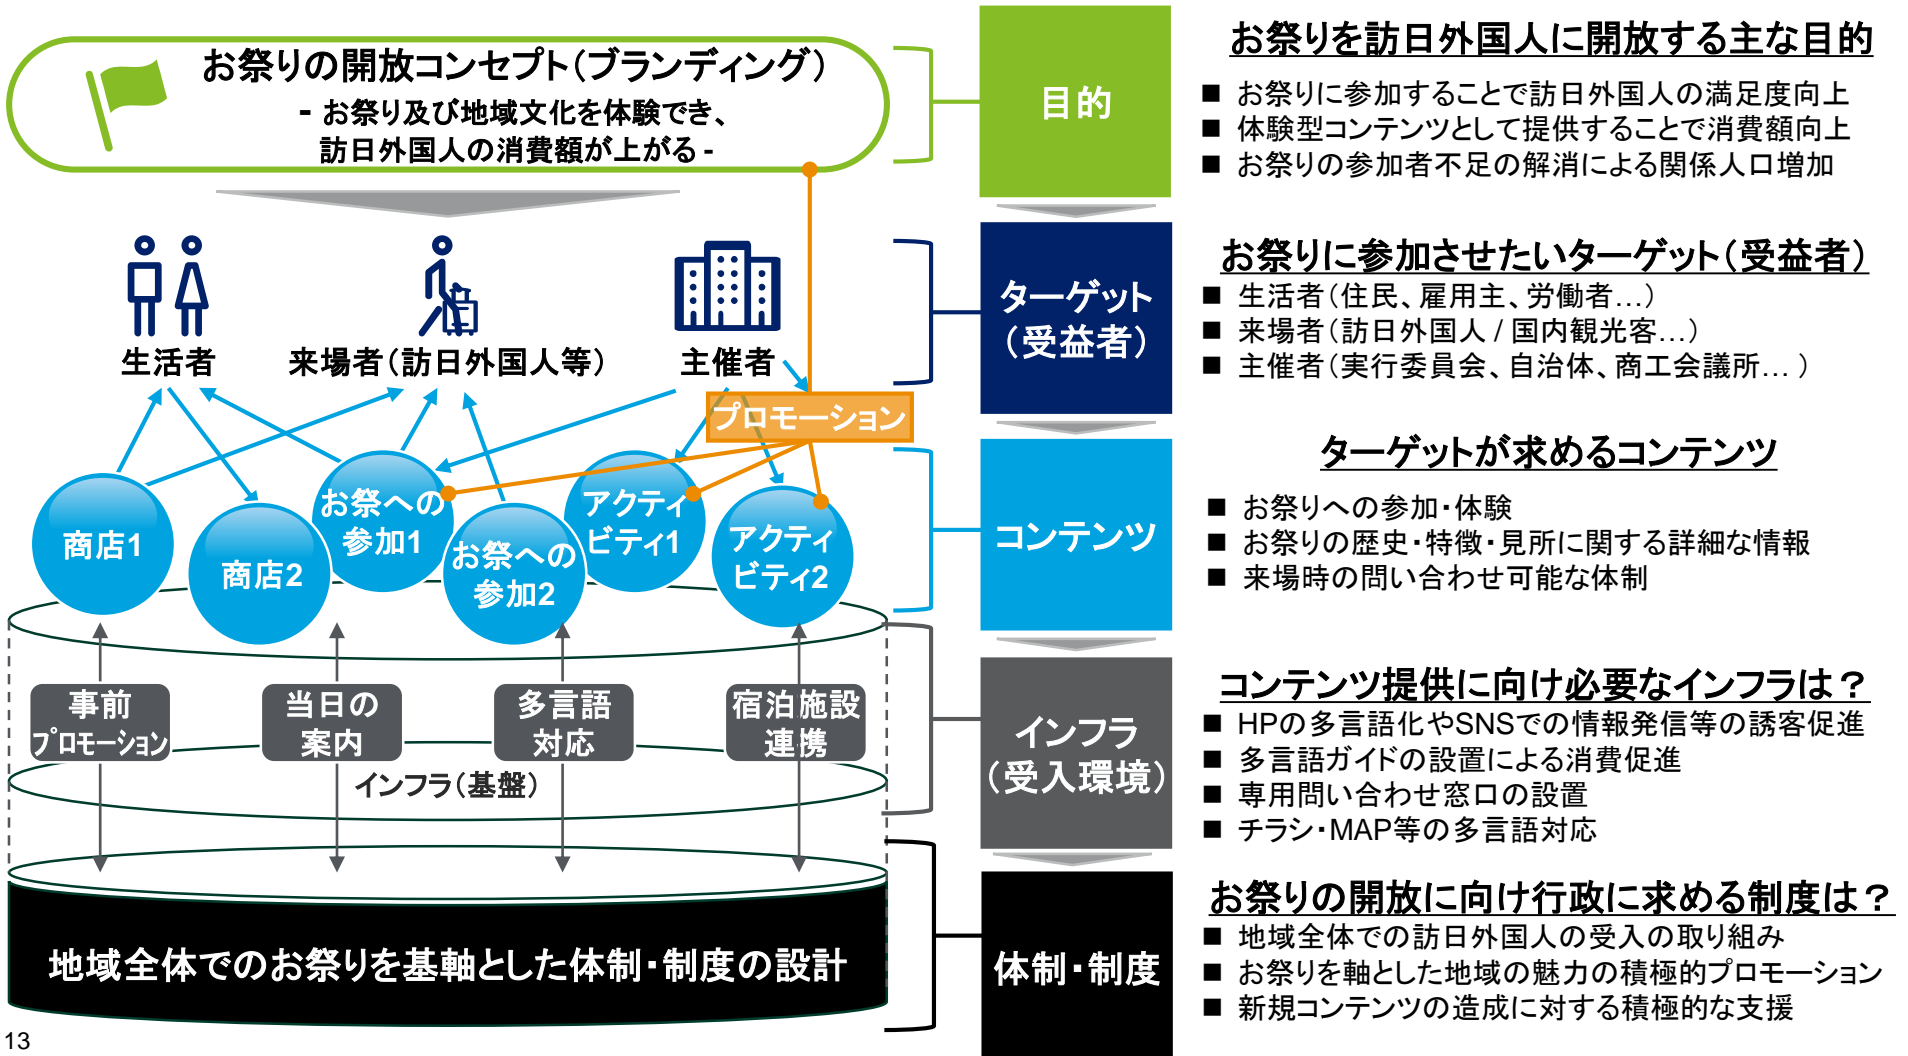 お祭りの開放コンセプト(ブランディング)
- お祭り及び地域文化を体験でき、
訪日外国人の消費額が上がる -
生活者
来場者(訪日外国人等)
主催者
プロモーション
商店1
商店2
お祭への
参加1
お祭への
参加2
アクティ
ビティ1
アクティ
ビティ2
事前
プロモーション
当日の
案内
多言語
対応
宿泊施設
連携
インフラ(基盤)
地域全体でのお祭りを基軸とした体制・制度の設計
目的
ターゲット
(受益者)
コンテンツ
インフラ
(受入環境)
体制・制度
お祭りを訪日外国人に開放する主な目的
■ お祭りに参加することで訪日外国人の満足度向上
■ 体験型コンテンツとして提供することで消費額向上
■ お祭りの参加者不足の解消による関係人口増加
お祭りに参加させたいターゲット(受益者)
■ 生活者(住民、雇用主、労働者…)
■ 来場者(訪日外国人 / 国内観光客…)
■ 主催者(実行委員会、自治体、商工会議所… )
ターゲットが求めるコンテンツ
■ お祭りへの参加・体験
■ お祭りの歴史・特徴・見所に関する詳細な情報
■ 来場時の問い合わせ可能な体制
コンテンツ提供に向け必要なインフラは？
■ HPの多言語化やSNSでの情報発信等の誘客促進
■ 多言語ガイドの設置による消費促進
■ 専用問い合わせ窓口の設置
■ チラシ・MAP等の多言語対応
お祭りの開放に向け行政に求める制度は？
■ 地域全体での訪日外国人の受入の取り組み
■ お祭りを軸とした地域の魅力の積極的プロモーション
■ 新規コンテンツの造成に対する積極的な支援
13